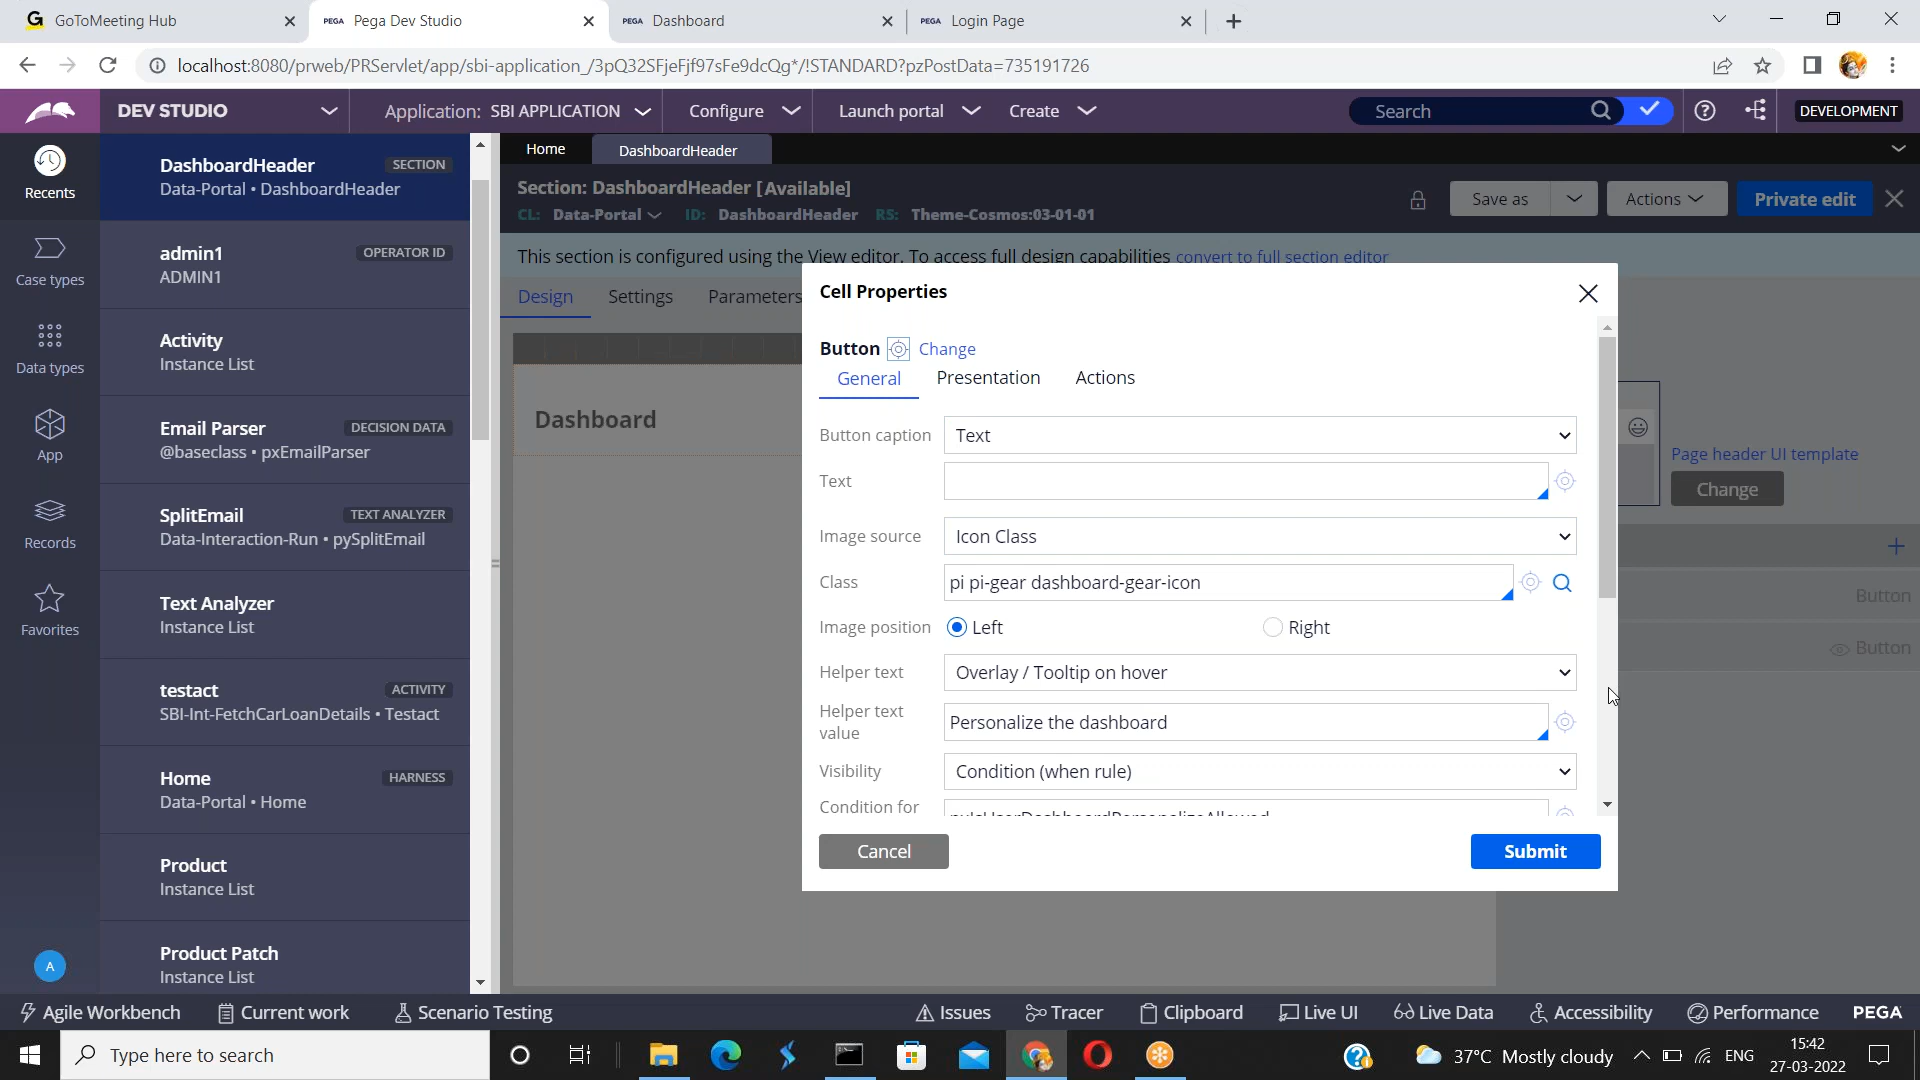 GoToMeeting Hub
PEGA Pega Dev Studio
PEGA Dashboard
PEGA Login Page
localhost:8080/prweb/PRServlet/app/sbi-application_/3pQ32SFjeFjf97sFe9dcQg*/!STANDARD?pzPostData=735191726
DEV STUDIO
Application: SBI APPLICATION
Configure
Launch portal
Create
Search
DEVELOPMENT
Recents
Case types
Data types
App
Records
Favorites
A
DashboardHeader SECTION
Data-Portal • DashboardHeader
admin1 OPERATOR ID
ADMIN1
Activity
Instance List
Email Parser DECISION DATA
@baseclass • pxEmailParser
SplitEmail TEXT ANALYZER
Data-Interaction-Run • pySplitEmail
Text Analyzer
Instance List
testact ACTIVITY
SBI-Int-FetchCarLoanDetails • Testact
Home HARNESS
Data-Portal • Home
Product
Instance List
Product Patch
Instance List
Home
DashboardHeader
Section: DashboardHeader [Available]
CL: Data-Portal ID: DashboardHeader RS: Theme-Cosmos:03-01-01
Save as
Actions
Private edit
This section is configured using the View editor. To access full design capabilities convert to full section editor
Design
Settings
Parameters
Dashboard
Page header UI template
Change
Button
Button
Cell Properties
Button Change
General
Presentation
Actions
Button caption Text
Text
Image source Icon Class
Class pi pi-gear dashboard-gear-icon
Image position Left Right
Helper text Overlay / Tooltip on hover
Helper text
value Personalize the dashboard
Visibility Condition (when rule)
Condition for
Cancel
Submit
Agile Workbench
Current work
Scenario Testing
Issues
Tracer
Clipboard
Live UI
Live Data
Accessibility
Performance
PEGA
Type here to search
37°C Mostly cloudy
ENG
15:42
27-03-2022